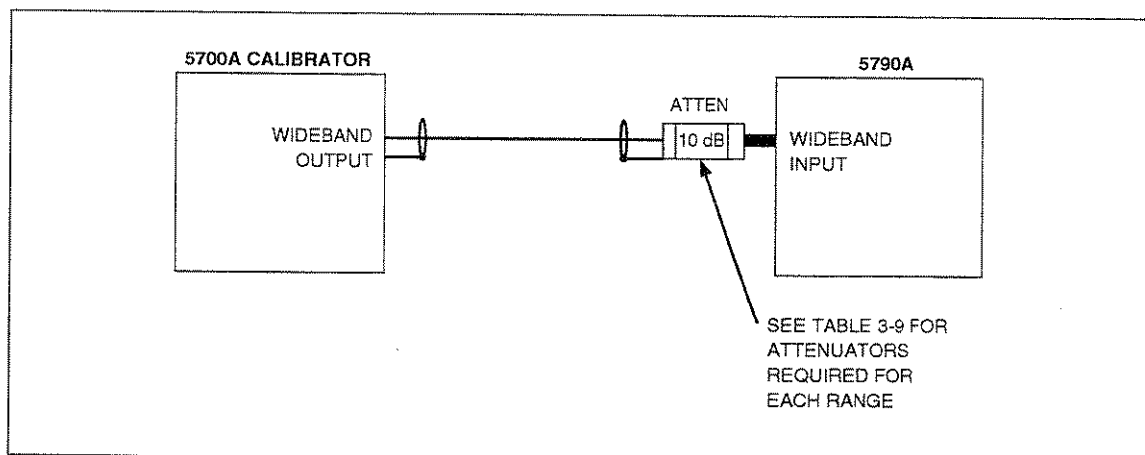 5700A CALIBRATOR
5790A
ATTEN
WIDEBAND
OUTPUT
10 dB
WIDEBAND
INPUT
SEE TABLE 3-9 FOR
ATTENUATORS
REQUIRED FOR
EACH RANGE